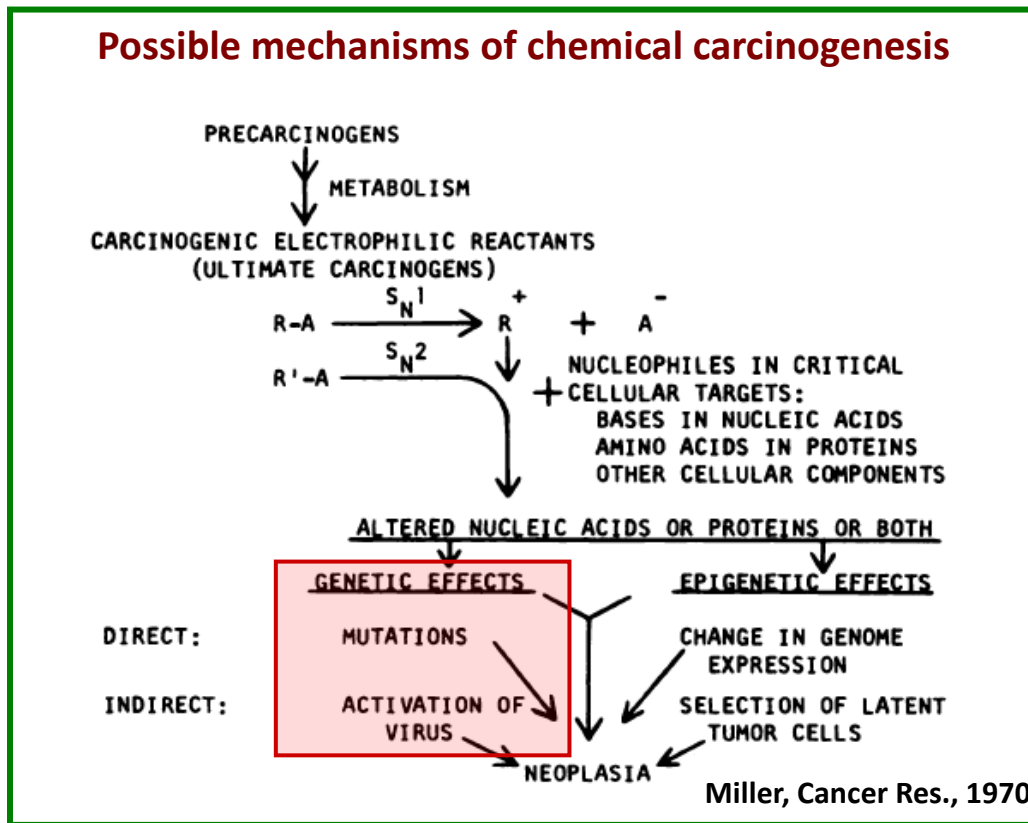 Possible mechanisms of chemical carcinogenesis
PRECARCINOGENS
METABOLISM
CARCINOGENIC ELECTROPHILIC REACTANTS
(ULTIMATE CARCINOGENS)
R-A SN1 R+ + A-
R'-A SN2
+ NUCLEOPHILES IN CRITICAL
CELLULAR TARGETS:
BASES IN NUCLEIC ACIDS
AMINO ACIDS IN PROTEINS
OTHER CELLULAR COMPONENTS
ALTERED NUCLEIC ACIDS OR PROTEINS OR BOTH
GENETIC EFFECTS EPIGENETIC EFFECTS
DIRECT: MUTATIONS CHANGE IN GENOME
EXPRESSION
INDIRECT: ACTIVATION OF SELECTION OF LATENT
VIRUS TUMOR CELLS
NEOPLASIA
Miller, Cancer Res., 1970